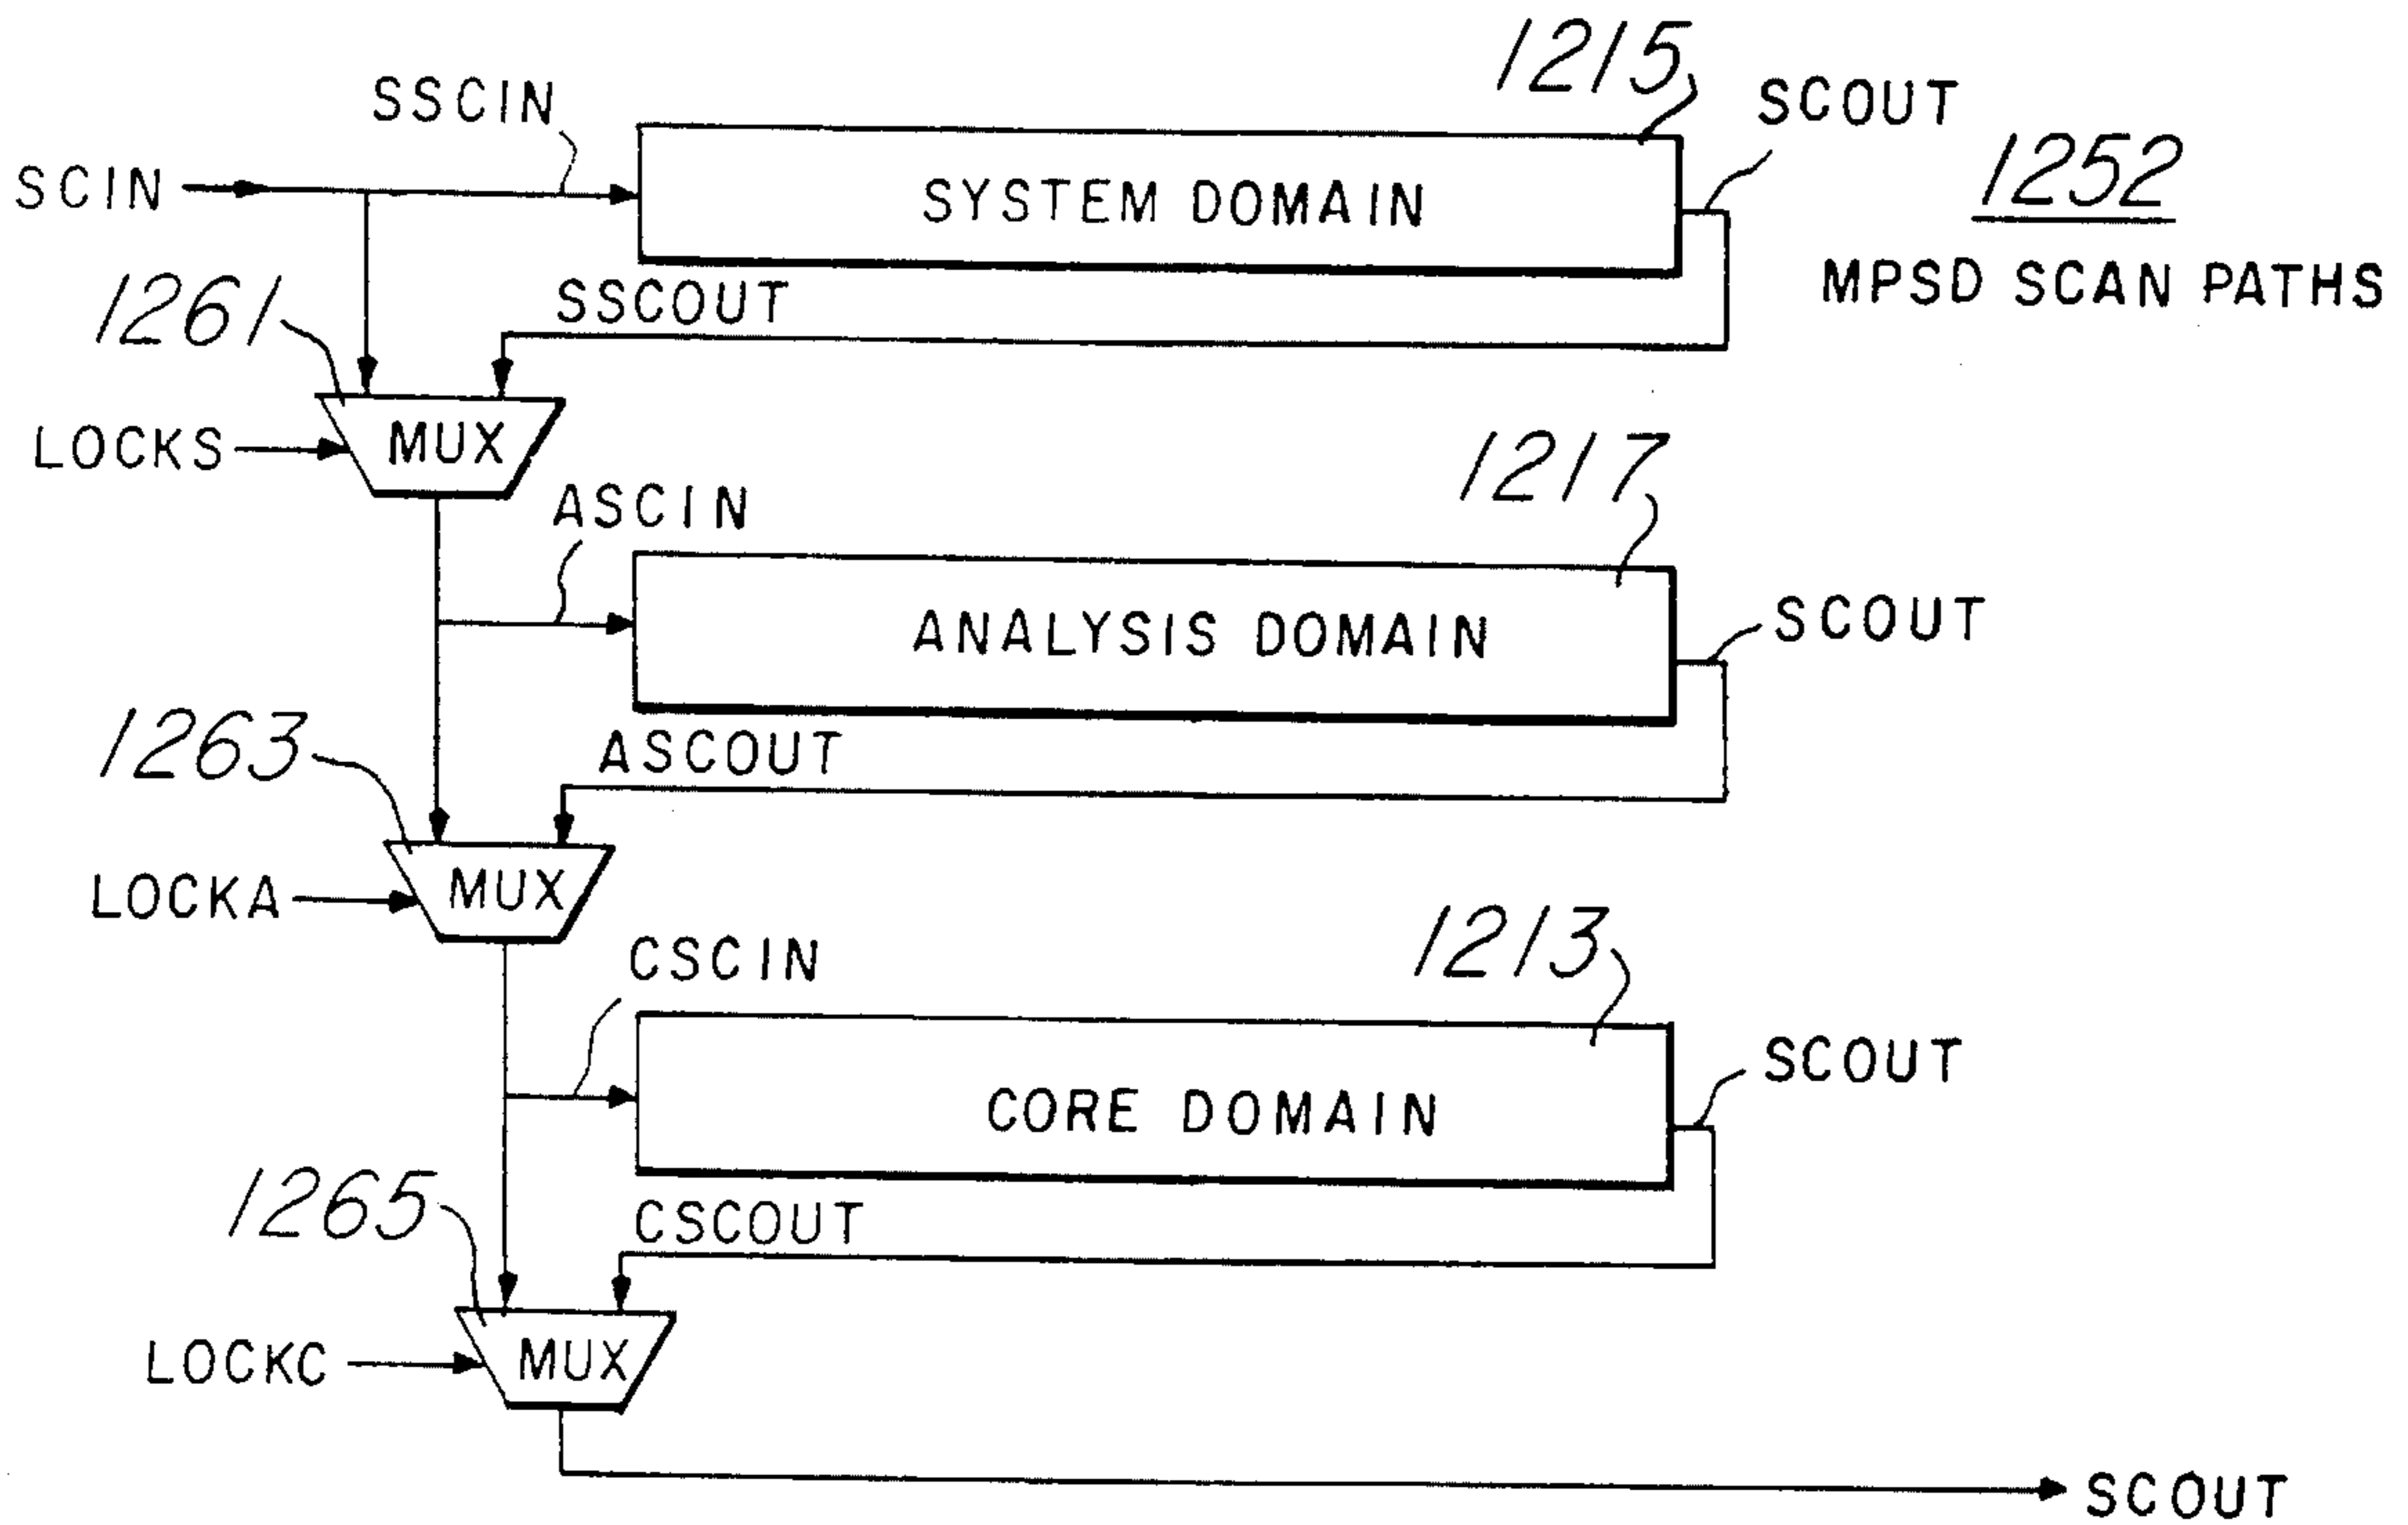 1215
SCOUT
SSCIN
1252
SCIN
SYSTEM DOMAIN
MPSD SCAN PATHS
1261
SSCOUT
LOCKS
MUX
1217
ASCIN
ANALYSIS DOMAIN
SCOUT
1263
ASCOUT
LOCKA
MUX
1213
CSCIN
SCOUT
CORE DOMAIN
1265
CSCOUT
LOCKC
MUX
SCOUT